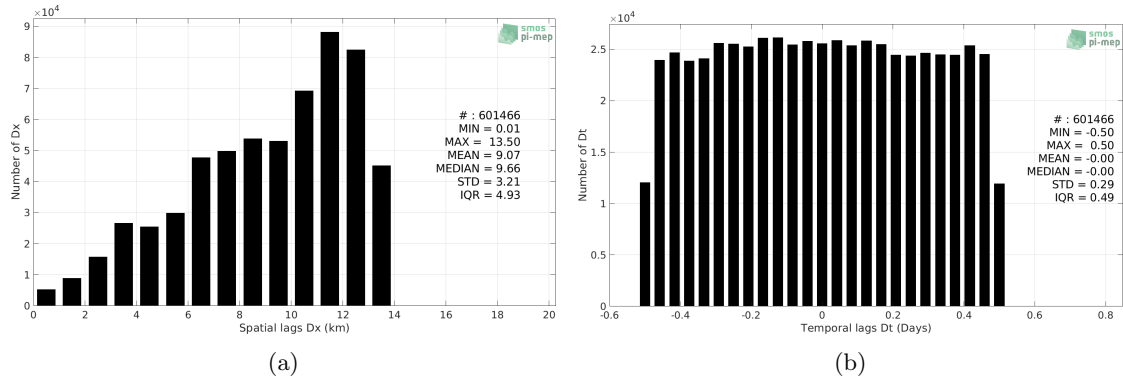 ×10⁴
9
8
7
6
5
4
3
2
1
0
Number of Dx
smos
pi-mep
# : 601466
MIN = 0.01
MAX = 13.50
MEAN = 9.07
MEDIAN = 9.66
STD = 3.21
IQR = 4.93
0 2 4 6 8 10 12 14 16 18 20
Spatial lags Dx (km)
(a)
×10⁴
2.5
2
1.5
1
0.5
0
Number of Dt
smos
pi-mep
# : 601466
MIN = -0.50
MAX = 0.50
MEAN = -0.00
MEDIAN = -0.00
STD = 0.29
IQR = 0.49
-0.6 -0.4 -0.2 0 0.2 0.4 0.6 0.8
Temporal lags Dt (Days)
(b)